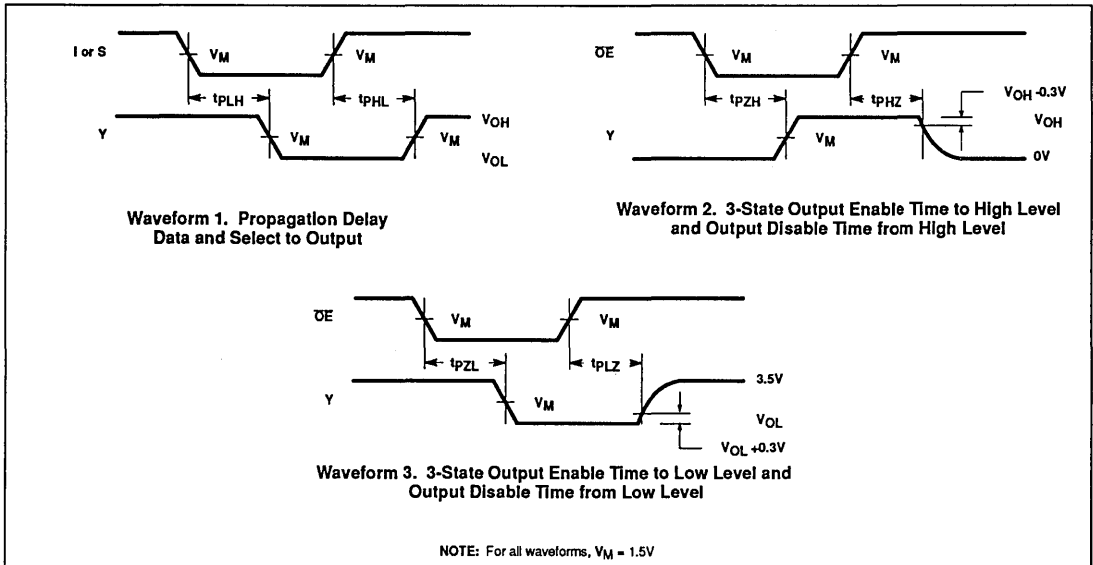 I or S
VM
VM
tPLH
tPHL
Y
VM
VM
VOH
VOL
Waveform 1. Propagation Delay
Data and Select to Output
OE
VM
VM
tPZH
tPHZ
VOH -0.3V
VOH
Y
VM
0V
Waveform 2. 3-State Output Enable Time to High Level
and Output Disable Time from High Level
OE
VM
VM
tPZL
tPLZ
3.5V
Y
VM
VOL
VOL +0.3V
Waveform 3. 3-State Output Enable Time to Low Level and
Output Disable Time from Low Level
NOTE: For all waveforms, VM = 1.5V